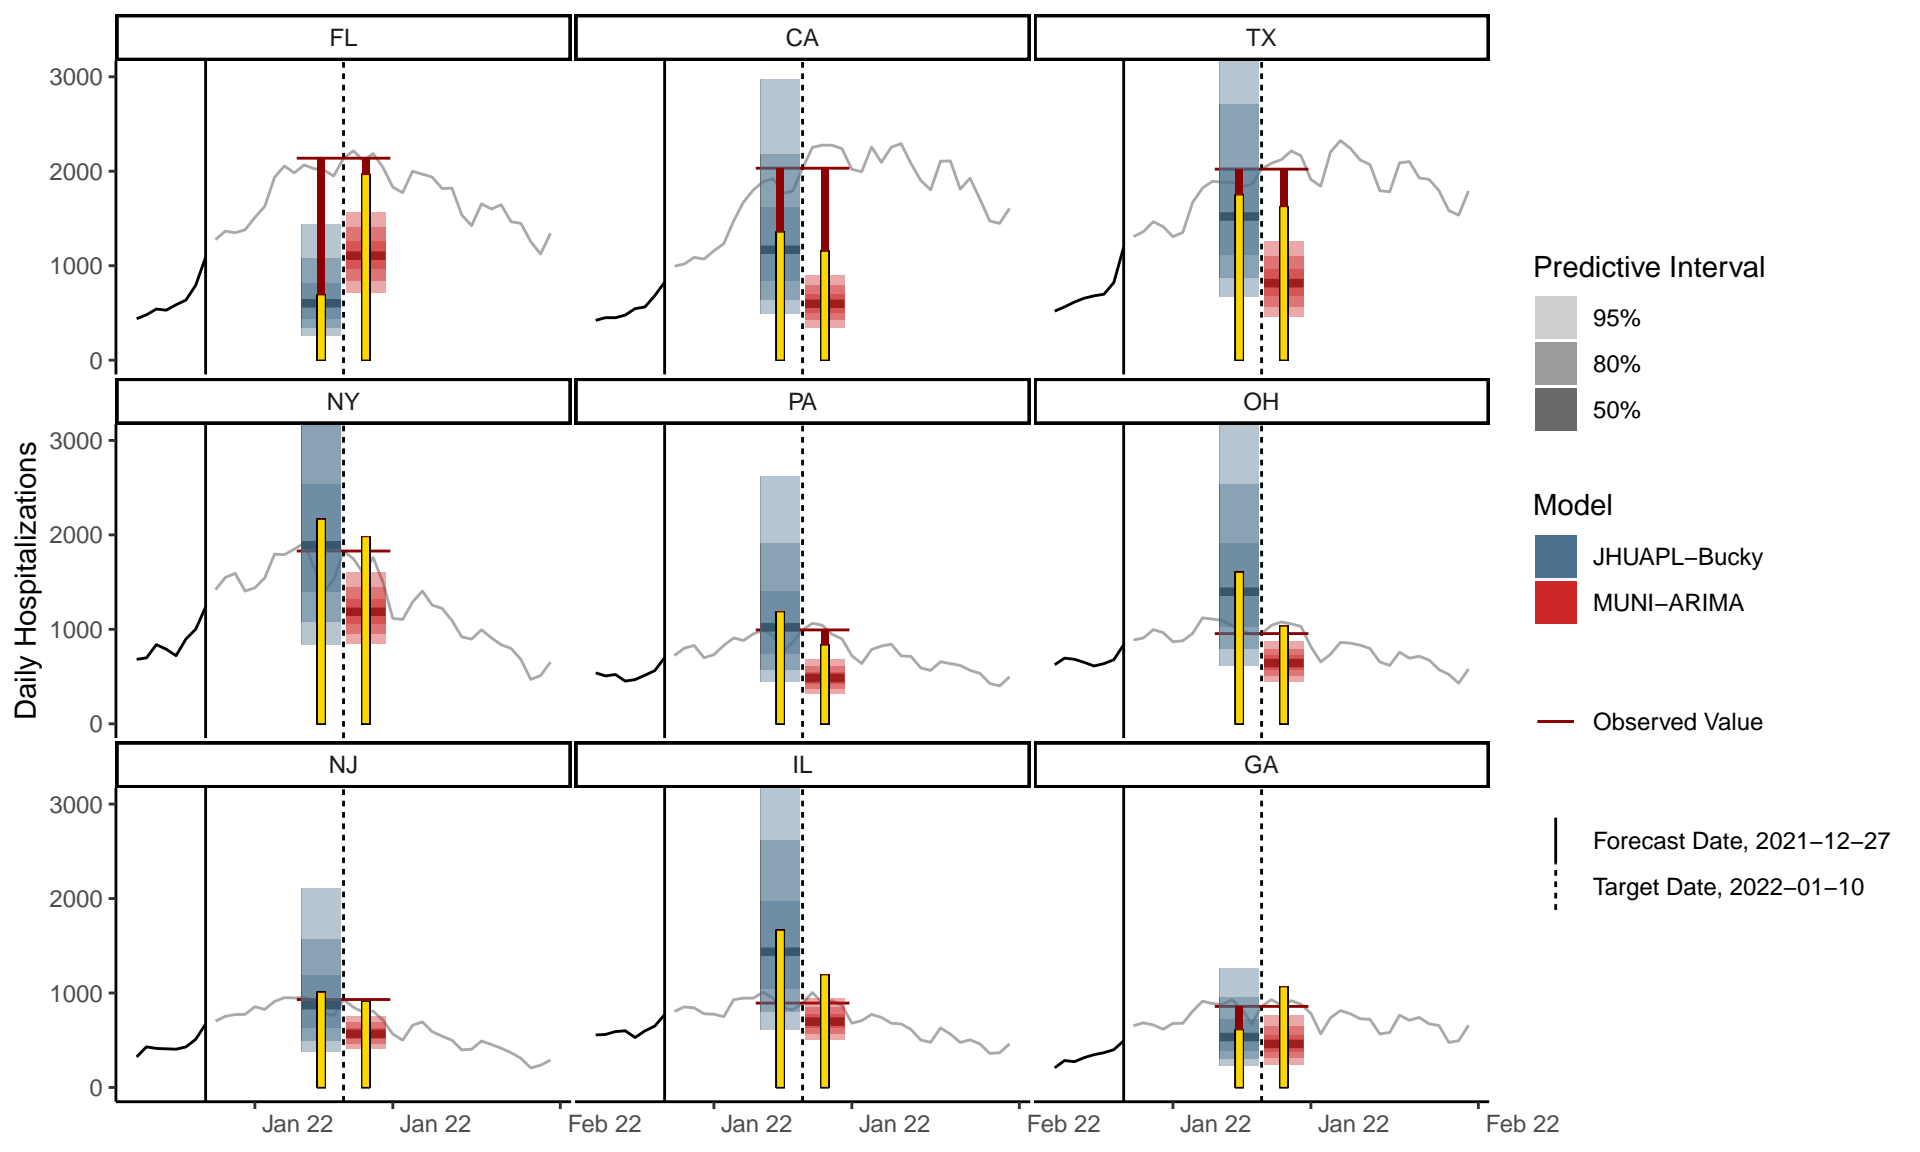 FL
CA
TX
3000
2000
1000
0
NY
PA
OH
3000
2000
1000
0
NJ
IL
GA
3000
2000
1000
0
Jan 22
Jan 22
Feb 22
Jan 22
Jan 22
Feb 22
Jan 22
Jan 22
Feb 22
Daily Hospitalizations
Predictive Interval
95%
80%
50%
Model
JHUAPL−Bucky
MUNI−ARIMA
Observed Value
Forecast Date, 2021−12−27
Target Date, 2022−01−10